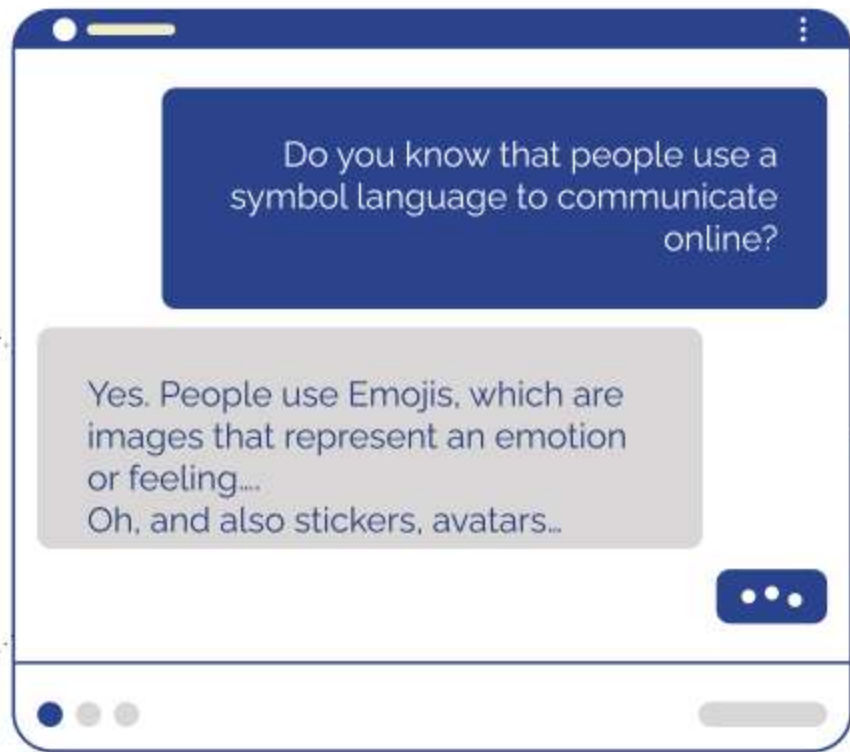 Do you know that people use a
symbol language to communicate
online?
Yes. People use Emojis, which are
images that represent an emotion
or feeling....
Oh, and also stickers, avatars...